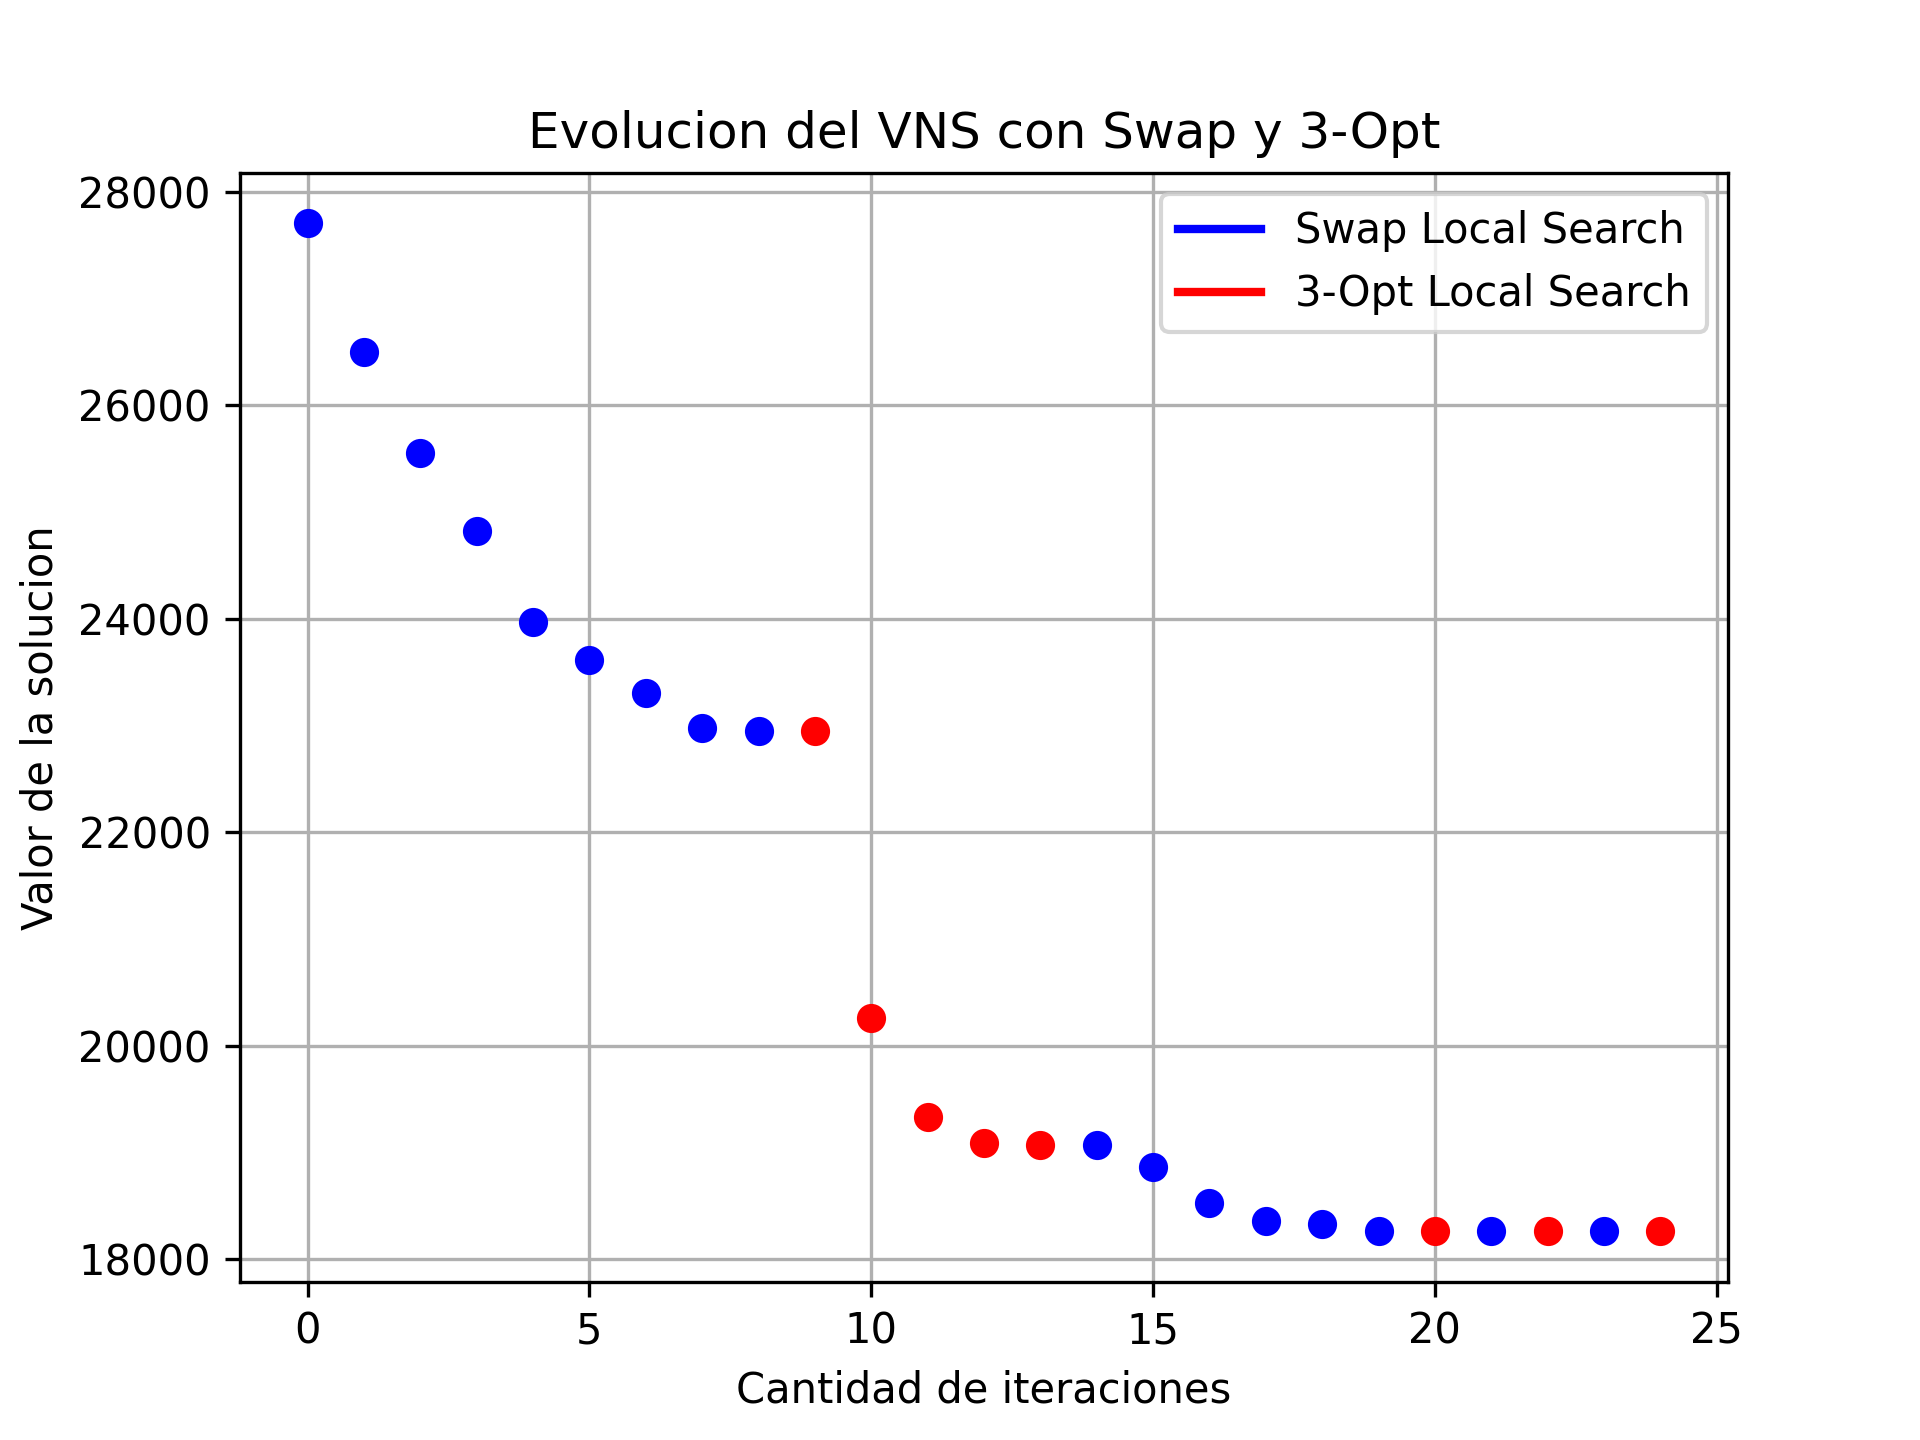 Evolucion del VNS con Swap y 3-Opt
Swap Local Search
3-Opt Local Search
Valor de la solucion
28000
26000
24000
22000
20000
18000
0 5 10 15 20 25
Cantidad de iteraciones